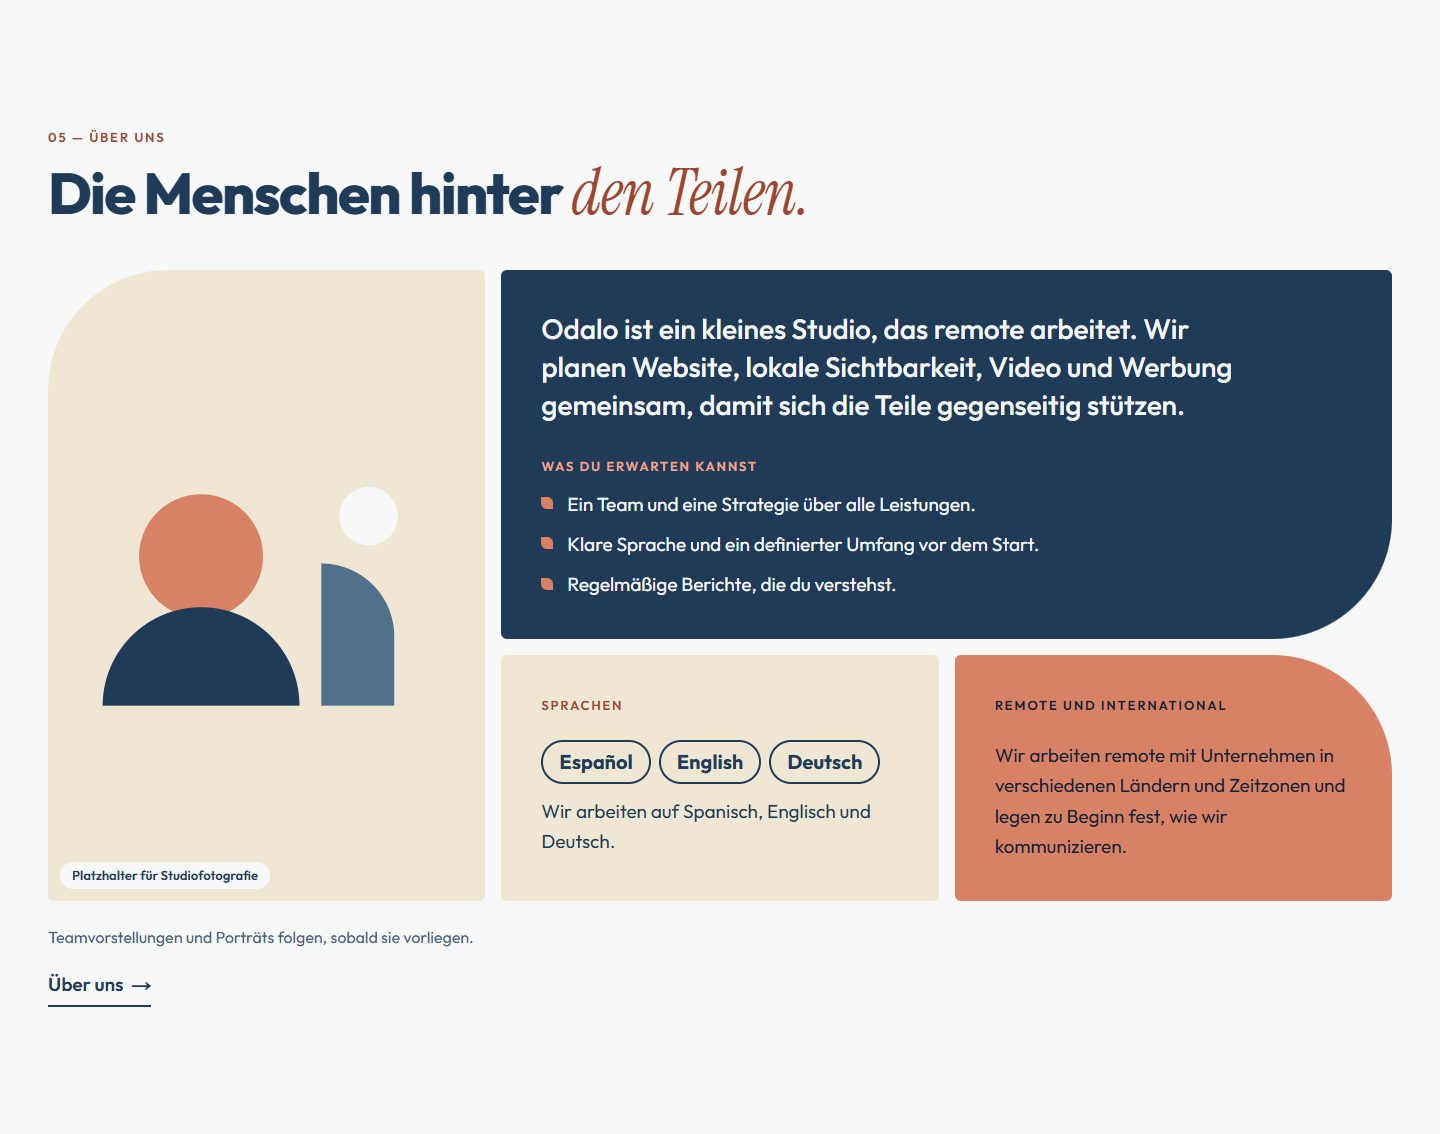 05 — ÜBER UNS
Die Menschen hinter den Teilen.
Odalo ist ein kleines Studio, das remote arbeitet. Wir
planen Website, lokale Sichtbarkeit, Video und Werbung
gemeinsam, damit sich die Teile gegenseitig stützen.
WAS DU ERWARTEN KANNST
Ein Team und eine Strategie über alle Leistungen.
Klare Sprache und ein definierter Umfang vor dem Start.
Regelmäßige Berichte, die du verstehst.
SPRACHEN
Español English Deutsch
Wir arbeiten auf Spanisch, Englisch und
Deutsch.
REMOTE UND INTERNATIONAL
Wir arbeiten remote mit Unternehmen in
verschiedenen Ländern und Zeitzonen und
legen zu Beginn fest, wie wir
kommunizieren.
Platzhalter für Studiofotografie
Teamvorstellungen und Porträts folgen, sobald sie vorliegen.
Über uns →